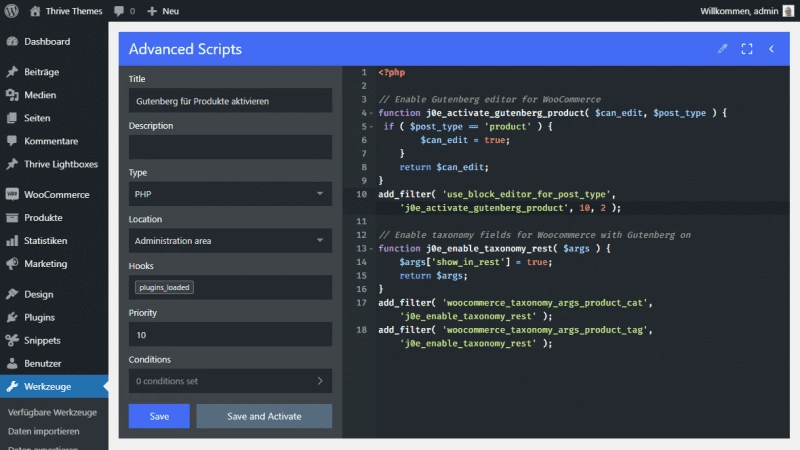 Thrive Themes
0
Neu
Willkommen, admin
Dashboard
Beiträge
Medien
Seiten
Kommentare
Thrive Lightboxes
WooCommerce
Produkte
Statistiken
Marketing
Design
Plugins
Snippets
Benutzer
Werkzeuge
Verfügbare Werkzeuge
Daten importieren
Daten exportieren
Advanced Scripts
Title
Gutenberg für Produkte aktivieren
Description
Type
PHP
Location
Administration area
Hooks
plugins_loaded
Priority
10
Conditions
0 conditions set
Save
Save and Activate
1 <?php
2
3 // Enable Gutenberg editor for WooCommerce
4 function j0e_activate_gutenberg_product( $can_edit, $post_type ) {
5 if ( $post_type == 'product' ) {
6 $can_edit = true;
7 }
8 return $can_edit;
9 }
10 add_filter( 'use_block_editor_for_post_type',
'j0e_activate_gutenberg_product', 10, 2 );
11
12 // Enable taxonomy fields for Woocommerce with Gutenberg on
13 function j0e_enable_taxonomy_rest( $args ) {
14 $args['show_in_rest'] = true;
15 return $args;
16 }
17 add_filter( 'woocommerce_taxonomy_args_product_cat',
'j0e_enable_taxonomy_rest' );
18 add_filter( 'woocommerce_taxonomy_args_product_tag',
'j0e_enable_taxonomy_rest' );